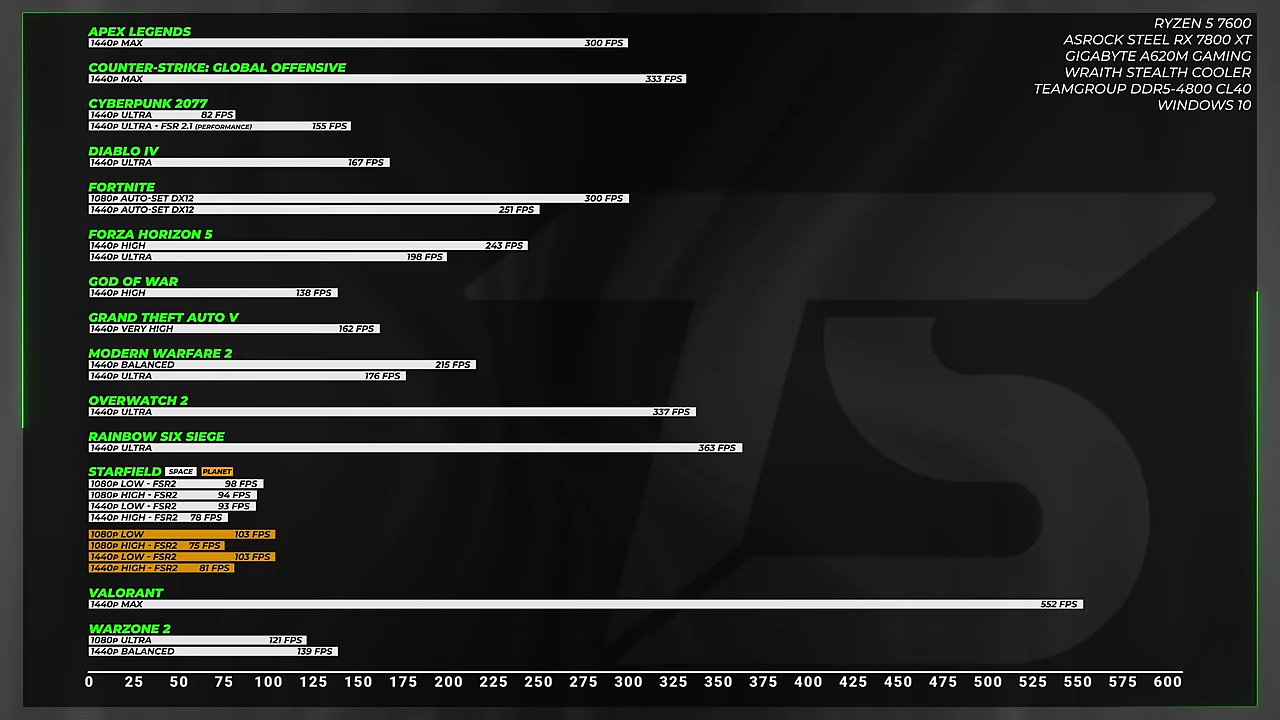 RYZEN 5 7600
ASROCK STEEL RX 7800 XT
GIGABYTE A620M GAMING
WRAITH STEALTH COOLER
TEAMGROUP DDR5-4800 CL40
WINDOWS 10
APEX LEGENDS
1440P MAX 300 FPS
COUNTER-STRIKE: GLOBAL OFFENSIVE
1440P MAX 333 FPS
CYBERPUNK 2077
1440P ULTRA 82 FPS
1440P ULTRA - FSR 2.1 (PERFORMANCE) 155 FPS
DIABLO IV
1440P ULTRA 167 FPS
FORTNITE
1080P AUTO-SET DX12 300 FPS
1440P AUTO-SET DX12 251 FPS
FORZA HORIZON 5
1440P HIGH 243 FPS
1440P ULTRA 198 FPS
GOD OF WAR
1440P HIGH 138 FPS
GRAND THEFT AUTO V
1440P VERY HIGH 162 FPS
MODERN WARFARE 2
1440P BALANCED 215 FPS
1440P ULTRA 176 FPS
OVERWATCH 2
1440P ULTRA 337 FPS
RAINBOW SIX SIEGE
1440P ULTRA 363 FPS
STARFIELD SPACE PLANET
1080P LOW - FSR2 98 FPS
1080P HIGH - FSR2 94 FPS
1440P LOW - FSR2 93 FPS
1440P HIGH - FSR2 78 FPS
1080P LOW 103 FPS
1080P HIGH - FSR2 75 FPS
1440P LOW - FSR2 103 FPS
1440P HIGH - FSR2 81 FPS
VALORANT
1440P MAX 552 FPS
WARZONE 2
1080P ULTRA 121 FPS
1440P BALANCED 139 FPS
0 25 50 75 100 125 150 175 200 225 250 275 300 325 350 375 400 425 450 475 500 525 550 575 600
TS